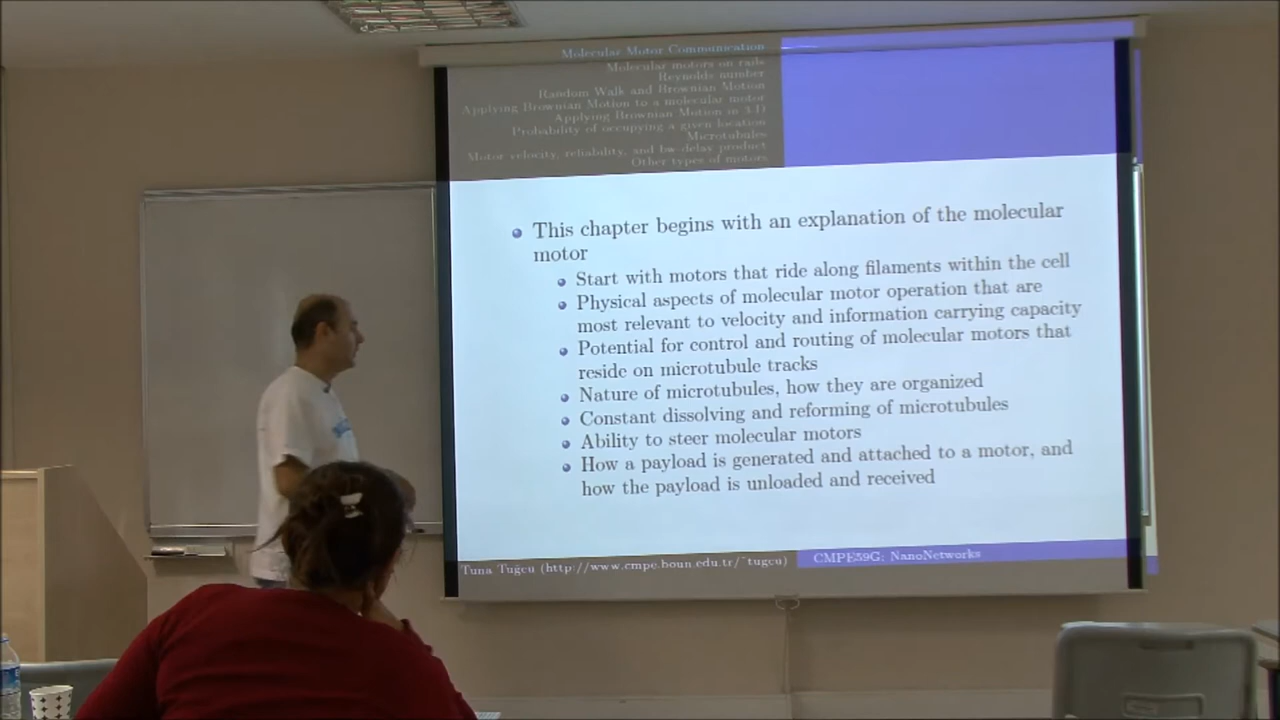 Molecular Motor Communication
Molecular motors on rails
Reynolds number
Random Walk and Brownian Motion
Applying Brownian Motion to a molecular motor
Applying Brownian Motion in 3-D
Probability of occupying a given location
Microtubules
Motor velocity, reliability, and bw-delay product
Other types of motors
This chapter begins with an explanation of the molecular
motor
Start with motors that ride along filaments within the cell
Physical aspects of molecular motor operation that are
most relevant to velocity and information carrying capacity
Potential for control and routing of molecular motors that
reside on microtubule tracks
Nature of microtubules, how they are organized
Constant dissolving and reforming of microtubules
Ability to steer molecular motors
How a payload is generated and attached to a motor, and
how the payload is unloaded and received
Tuna Tuğcu (http://www.cmpe.boun.edu.tr/~tugcu) CMPE59G: NanoNetworks